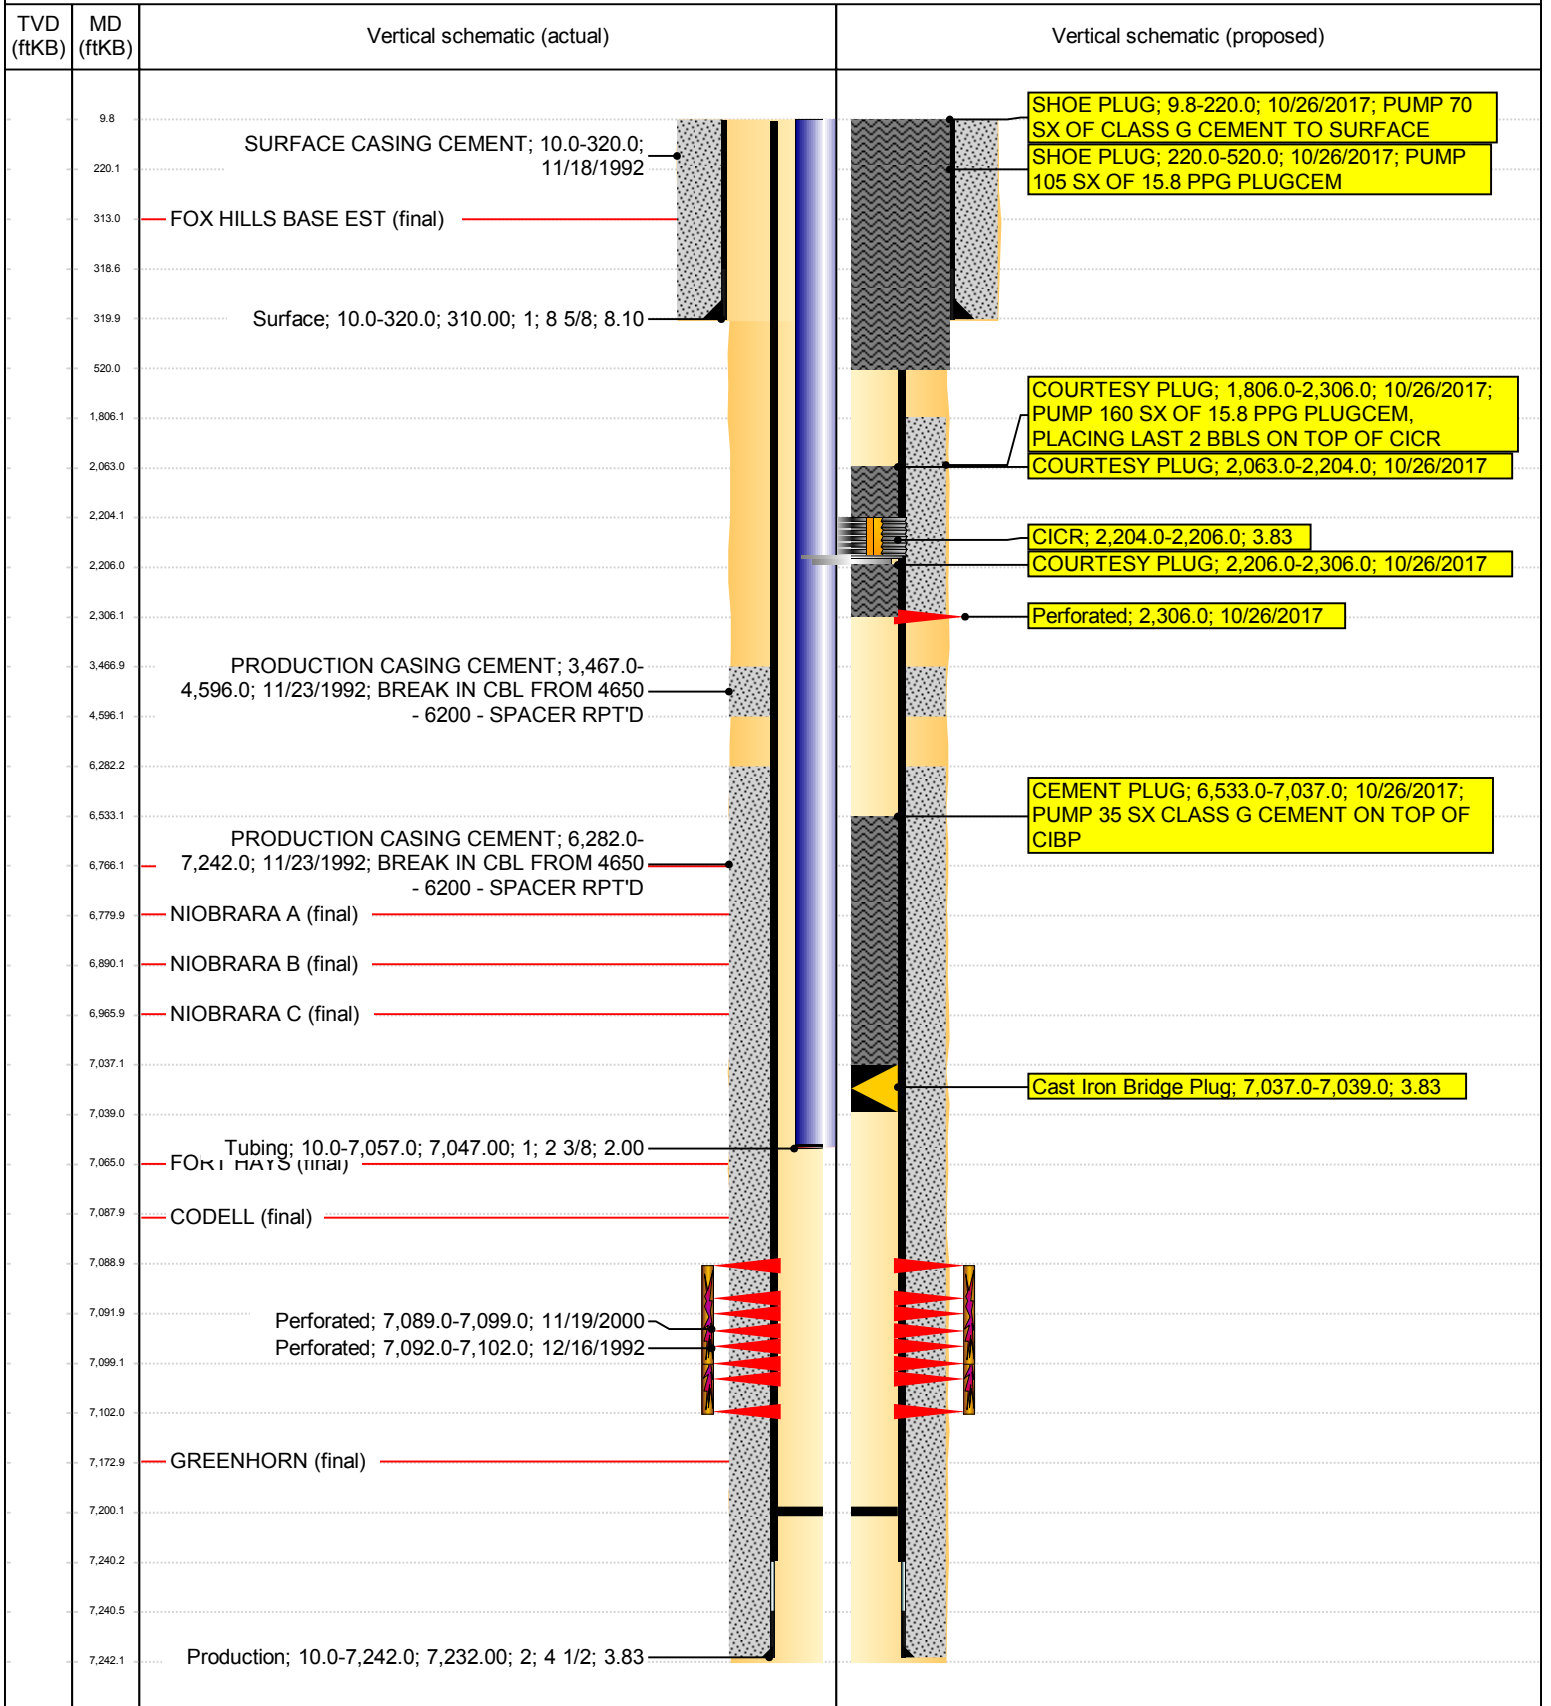 TVD (ftKB)
MD (ftKB)
Vertical schematic (actual)
Vertical schematic (proposed)
9.8
220.1
313.0
318.6
319.9
520.0
1,806.1
2,063.0
2,204.1
2,206.0
2,306.1
3,466.9
4,596.1
6,282.2
6,533.1
6,766.1
6,779.9
6,890.1
6,965.9
7,037.1
7,039.0
7,065.0
7,087.9
7,088.9
7,091.9
7,099.1
7,102.0
7,172.9
7,200.1
7,240.2
7,240.5
7,242.1
SURFACE CASING CEMENT; 10.0-320.0;
11/18/1992
FOX HILLS BASE EST (final)
Surface; 10.0-320.0; 310.00; 1; 8 5/8; 8.10
PRODUCTION CASING CEMENT; 3,467.0-
4,596.0; 11/23/1992; BREAK IN CBL FROM 4650
- 6200 - SPACER RPT'D
PRODUCTION CASING CEMENT; 6,282.0-
7,242.0; 11/23/1992; BREAK IN CBL FROM 4650
- 6200 - SPACER RPT'D
NIOBRARA A (final)
NIOBRARA B (final)
NIOBRARA C (final)
Tubing; 10.0-7,057.0; 7,047.00; 1; 2 3/8; 2.00
FORT HAYS (final)
CODELL (final)
Perforated; 7,089.0-7,099.0; 11/19/2000
Perforated; 7,092.0-7,102.0; 12/16/1992
GREENHORN (final)
Production; 10.0-7,242.0; 7,232.00; 2; 4 1/2; 3.83
SHOE PLUG; 9.8-220.0; 10/26/2017; PUMP 70
SX OF CLASS G CEMENT TO SURFACE
SHOE PLUG; 220.0-520.0; 10/26/2017; PUMP
105 SX OF 15.8 PPG PLUGCEM
COURTESY PLUG; 1,806.0-2,306.0; 10/26/2017;
PUMP 160 SX OF 15.8 PPG PLUGCEM,
PLACING LAST 2 BBLS ON TOP OF CICR
COURTESY PLUG; 2,063.0-2,204.0; 10/26/2017
CICR; 2,204.0-2,206.0; 3.83
COURTESY PLUG; 2,206.0-2,306.0; 10/26/2017
Perforated; 2,306.0; 10/26/2017
CEMENT PLUG; 6,533.0-7,037.0; 10/26/2017;
PUMP 35 SX CLASS G CEMENT ON TOP OF
CIBP
Cast Iron Bridge Plug; 7,037.0-7,039.0; 3.83